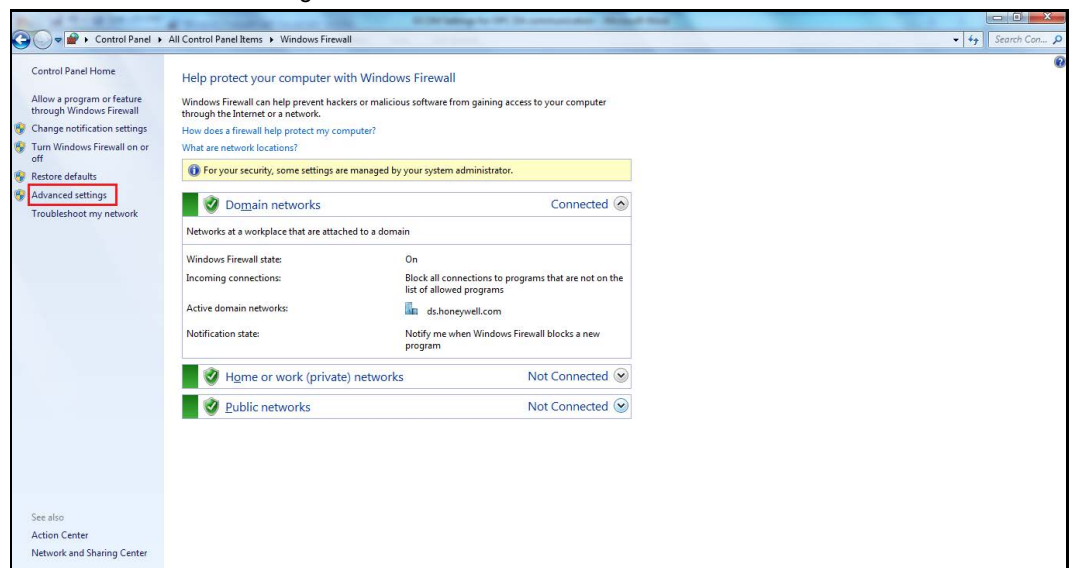 Control Panel ▸ All Control Panel Items ▸ Windows Firewall
Search Con...
Control Panel Home
Allow a program or feature
through Windows Firewall
Change notification settings
Turn Windows Firewall on or
off
Restore defaults
Advanced settings
Troubleshoot my network
See also
Action Center
Network and Sharing Center
Help protect your computer with Windows Firewall
Windows Firewall can help prevent hackers or malicious software from gaining access to your computer
through the Internet or a network.
How does a firewall help protect my computer?
What are network locations?
For your security, some settings are managed by your system administrator.
Domain networks Connected
Networks at a workplace that are attached to a domain
Windows Firewall state: On
Incoming connections: Block all connections to programs that are not on the
list of allowed programs
Active domain networks: ds.honeywell.com
Notification state: Notify me when Windows Firewall blocks a new
program
Home or work (private) networks Not Connected
Public networks Not Connected